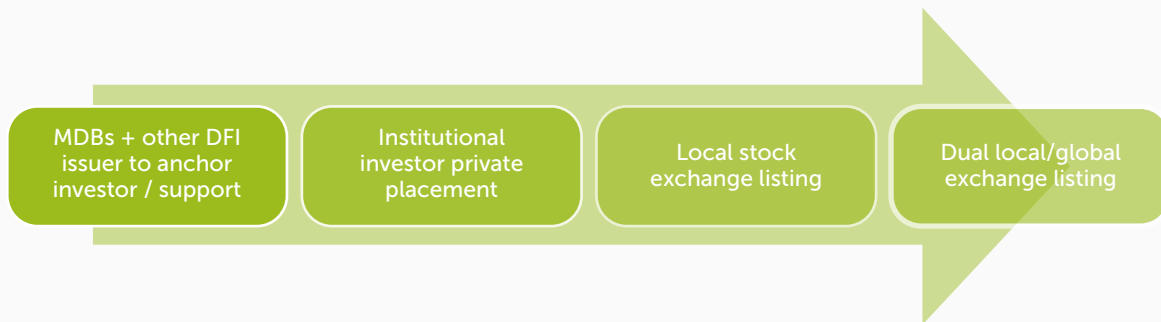 MDBs + other DFI
issuer to anchor
investor / support
Institutional
investor private
placement
Local stock
exchange listing
Dual local/global
exchange listing